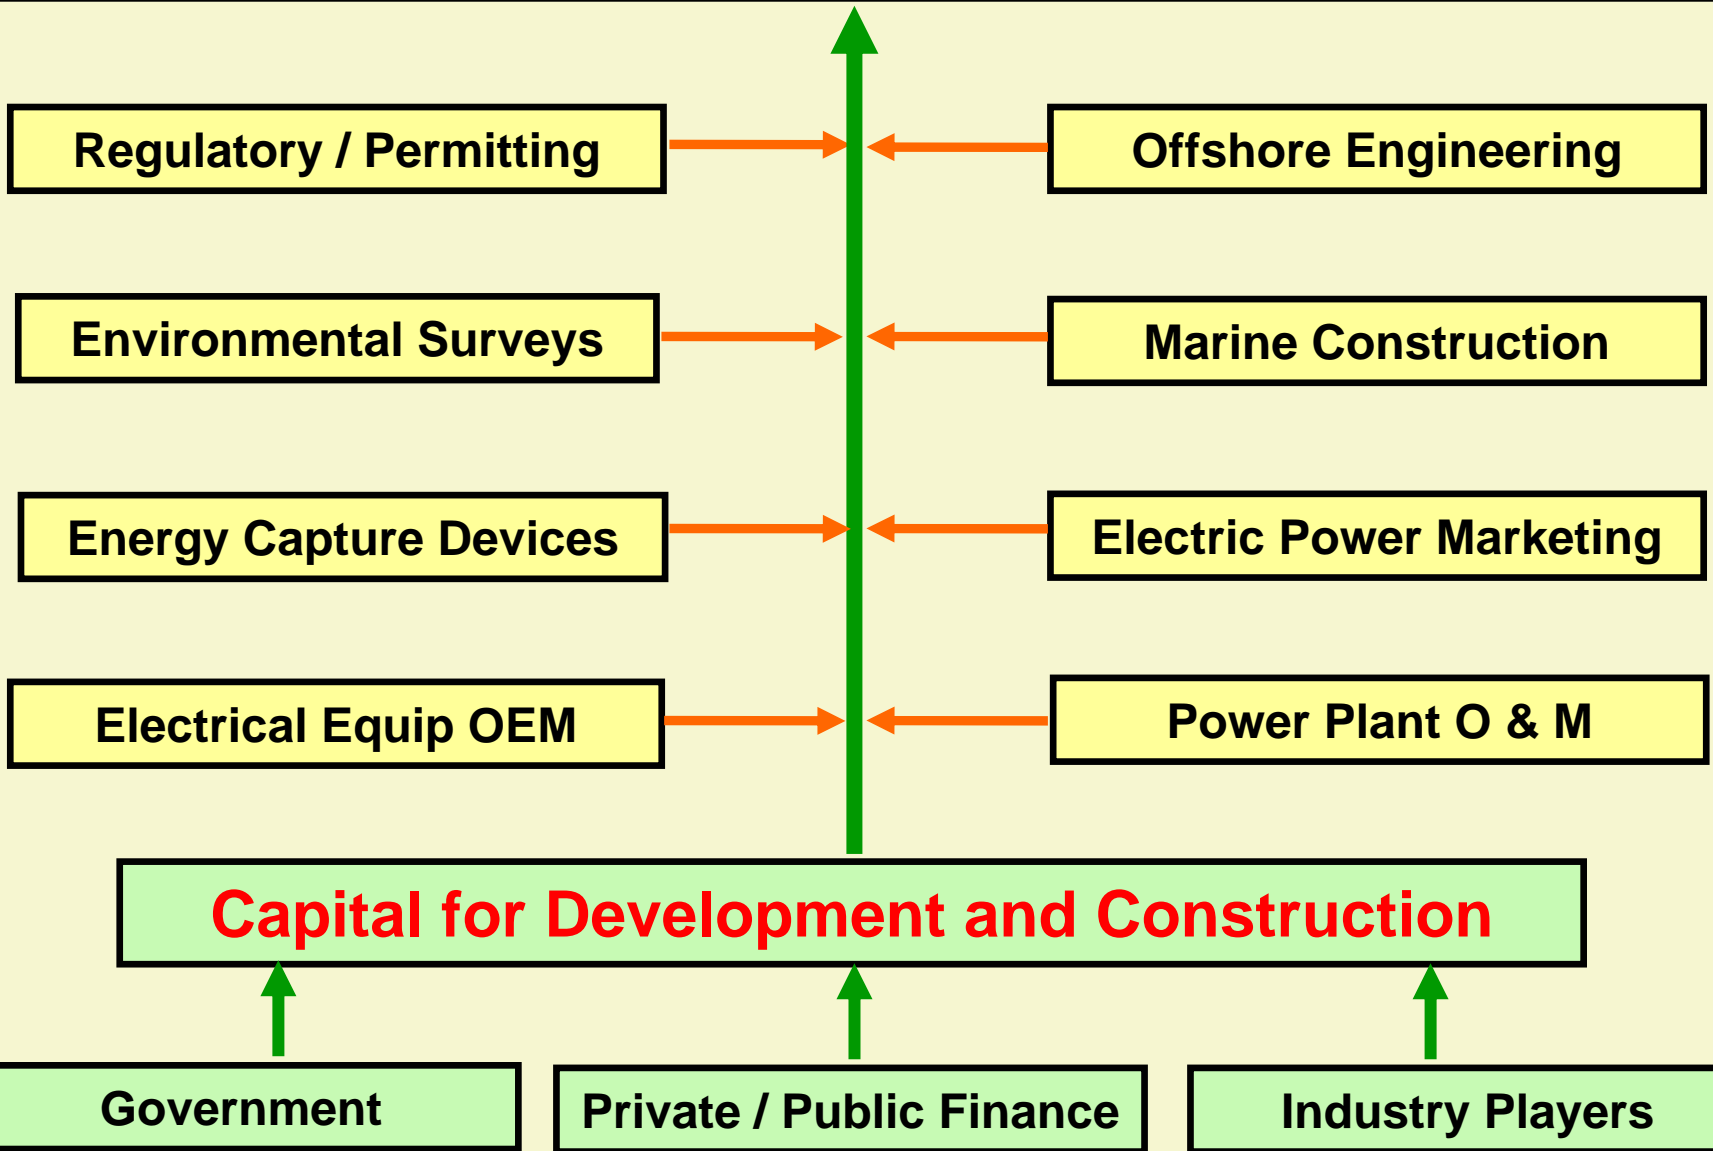 Regulatory / Permitting
Offshore Engineering
Environmental Surveys
Marine Construction
Energy Capture Devices
Electric Power Marketing
Electrical Equip OEM
Power Plant O & M
Capital for Development and Construction
Government
Private / Public Finance
Industry Players